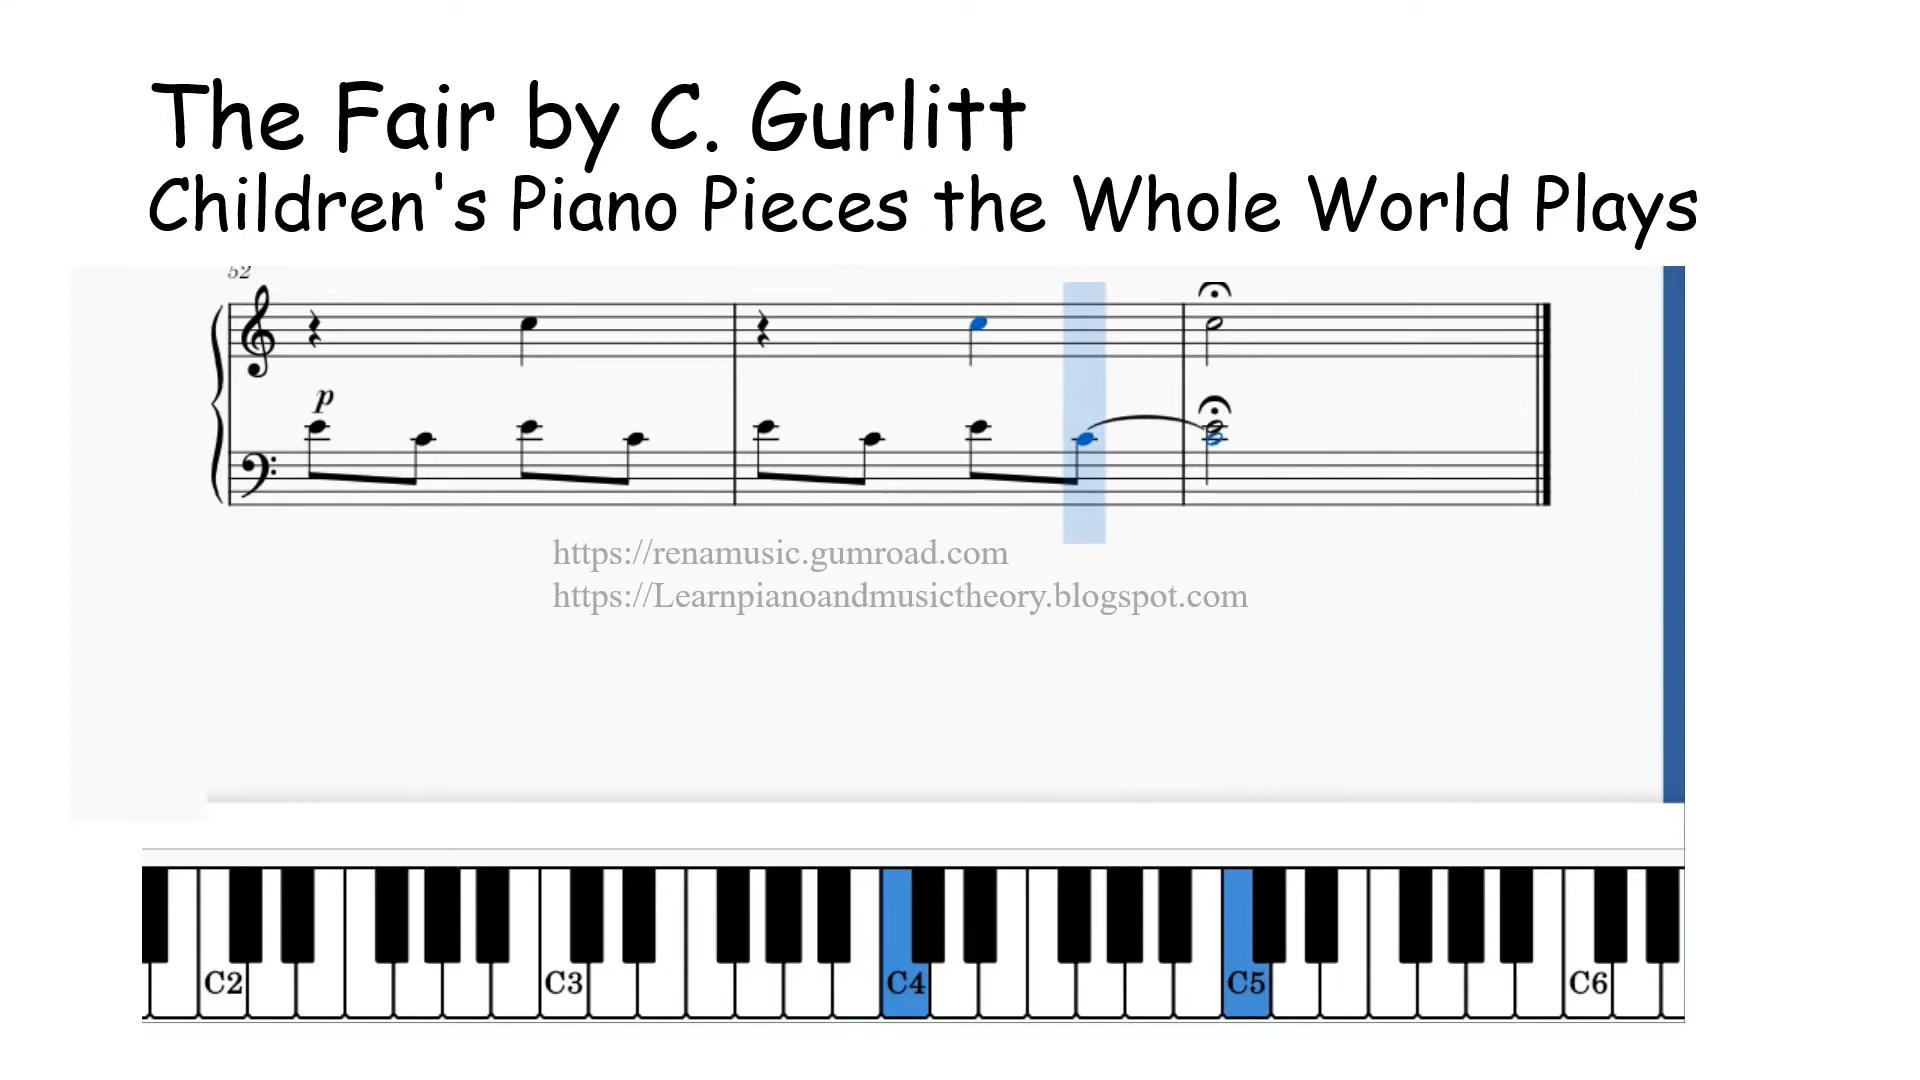 The Fair by C. Gurlitt
Children's Piano Pieces the Whole World Plays
52
p
https://renamusic.gumroad.com
https://Learnpianoandmusictheory.blogspot.com
C2 C3 C4 C5 C6